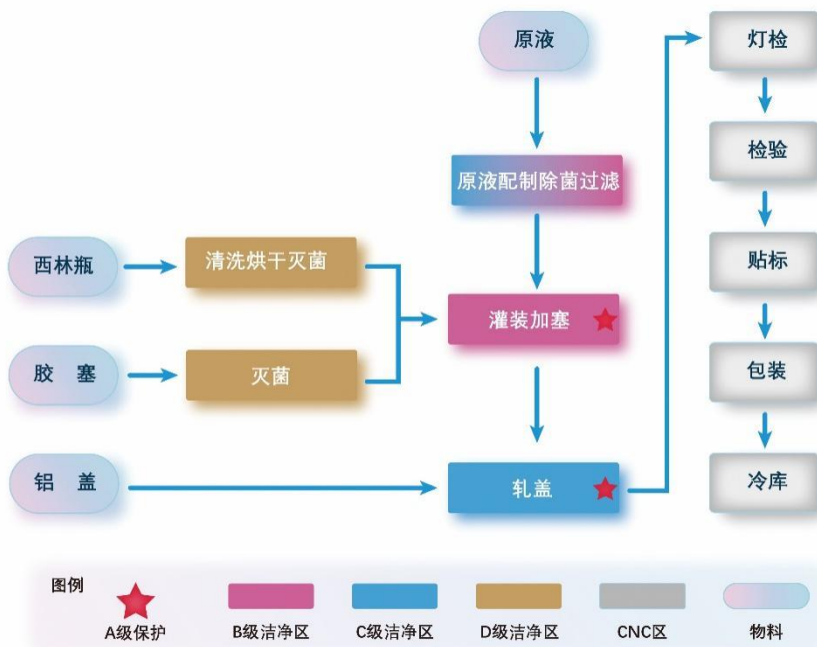 原液
灯检
原液配制除菌过滤
检验
西林瓶
清洗烘干灭菌
贴标
灌装加塞
胶 塞
灭菌
包装
铝 盖
轧盖
冷库
图例
A级保护
B级洁净区
C级洁净区
D级洁净区
CNC区
物料